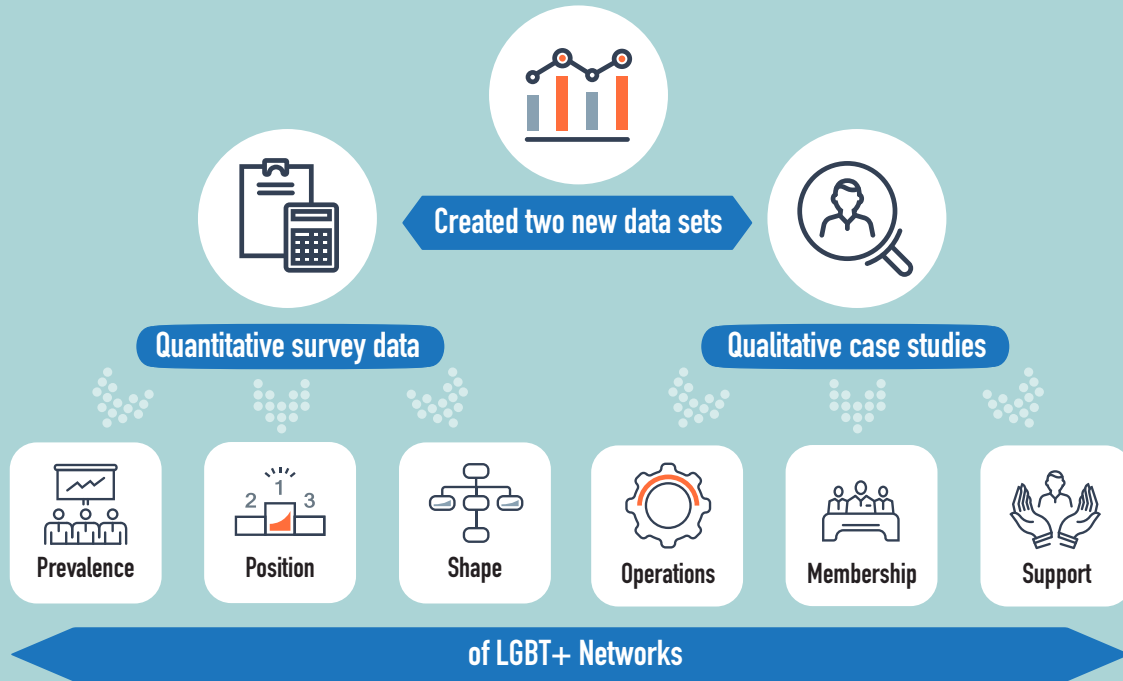 Created two new data sets
Quantitative survey data
Qualitative case studies
2 1 3
Prevalence
Position
Shape
Operations
Membership
Support
of LGBT+ Networks